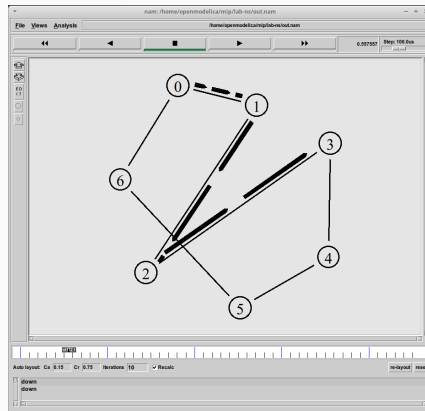 nam: /home/openmodelica/mip/lab-ns/out.nam
File Views Analysis /home/openmodelica/mip/lab-ns/out.nam
0.557557 Step: 100.0us
0
1
3
6
2
4
5
Auto layout: Ca 0.15 Cr 0.75 Iterations 10 Recalc re-layout rese
down
down